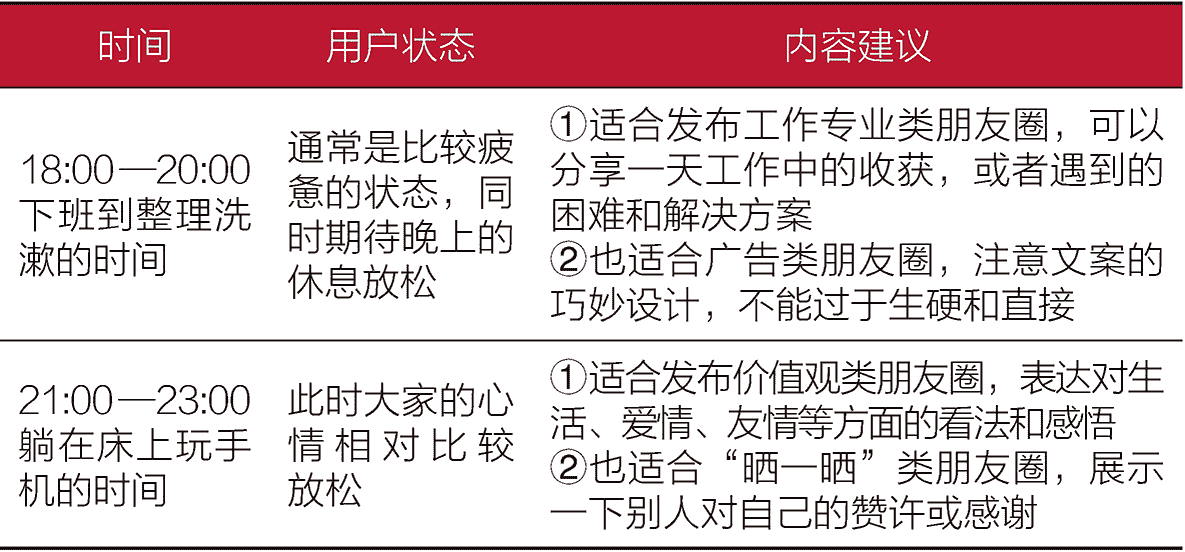 时间
用户状态
内容建议
18:00—20:00
下班到整理洗
漱的时间
通常是比较疲
惫的状态，同
时期待晚上的
休息放松
①适合发布工作专业类朋友圈，可以
分享一天工作中的收获，或者遇到的
困难和解决方案
②也适合广告类朋友圈，注意文案的
巧妙设计，不能过于生硬和直接
21:00—23:00
躺在床上玩手
机的时间
此时大家的心
情相对比较
放松
①适合发布价值观类朋友圈，表达对生
活、爱情、友情等方面的看法和感悟
②也适合“晒一晒”类朋友圈，展示
一下别人对自己的赞许或感谢